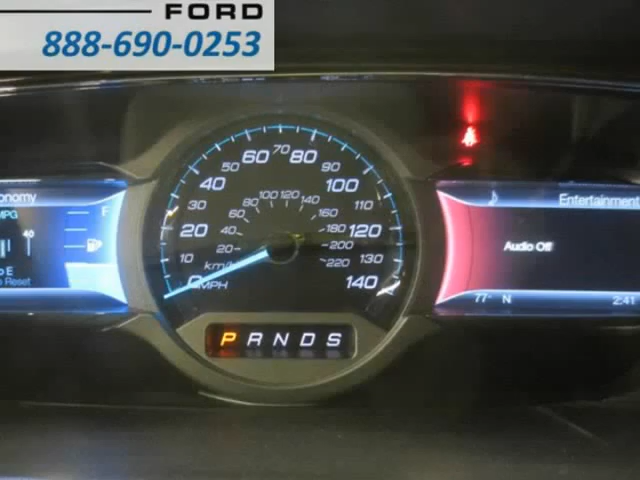 FORD
888-690-0253
onomy
MPG
40
F
o E
e Reset
0 10 20 30 40 50 60 70 80 90 100 110 120 130 140
MPH
20 40 60 80 100 120 140 160 180 200 220
km/h
P R N D S
Entertainment
Audio Off
77° N
2:41